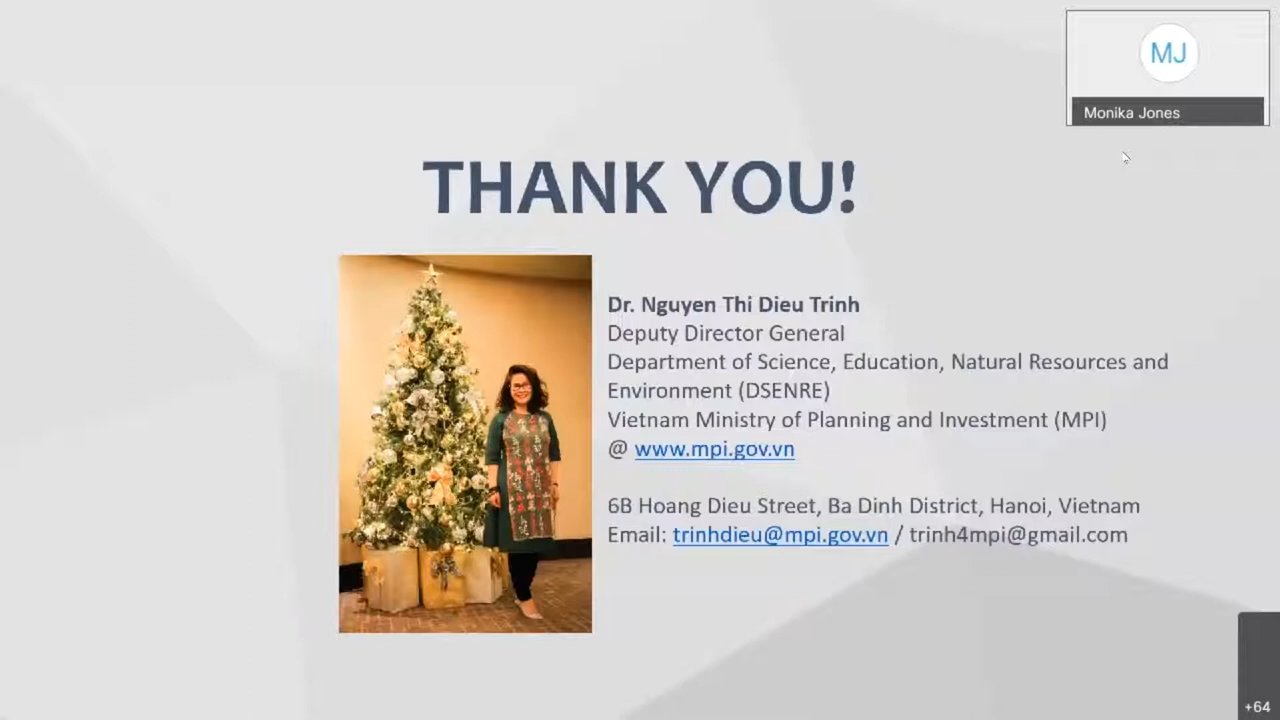 MJ
Monika Jones
THANK YOU!
Dr. Nguyen Thi Dieu Trinh
Deputy Director General
Department of Science, Education, Natural Resources and
Environment (DSENRE)
Vietnam Ministry of Planning and Investment (MPI)
@ www.mpi.gov.vn
6B Hoang Dieu Street, Ba Dinh District, Hanoi, Vietnam
Email: trinhdieu@mpi.gov.vn / trinh4mpi@gmail.com
+64